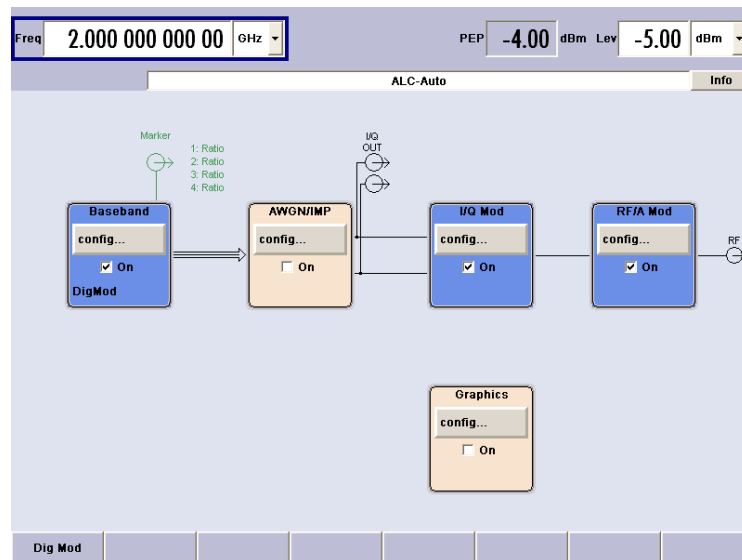 Freq 2.000 000 000 00 GHz PEP -4.00 dBm Lev -5.00 dBm
ALC-Auto Info
Marker
1: Ratio
2: Ratio
3: Ratio
4: Ratio
I/Q
OUT
Baseband AWGN/IMP I/Q Mod RF/A Mod
config... config... config... config...
On On On On
RF
DigMod
Graphics
config...
On
Dig Mod